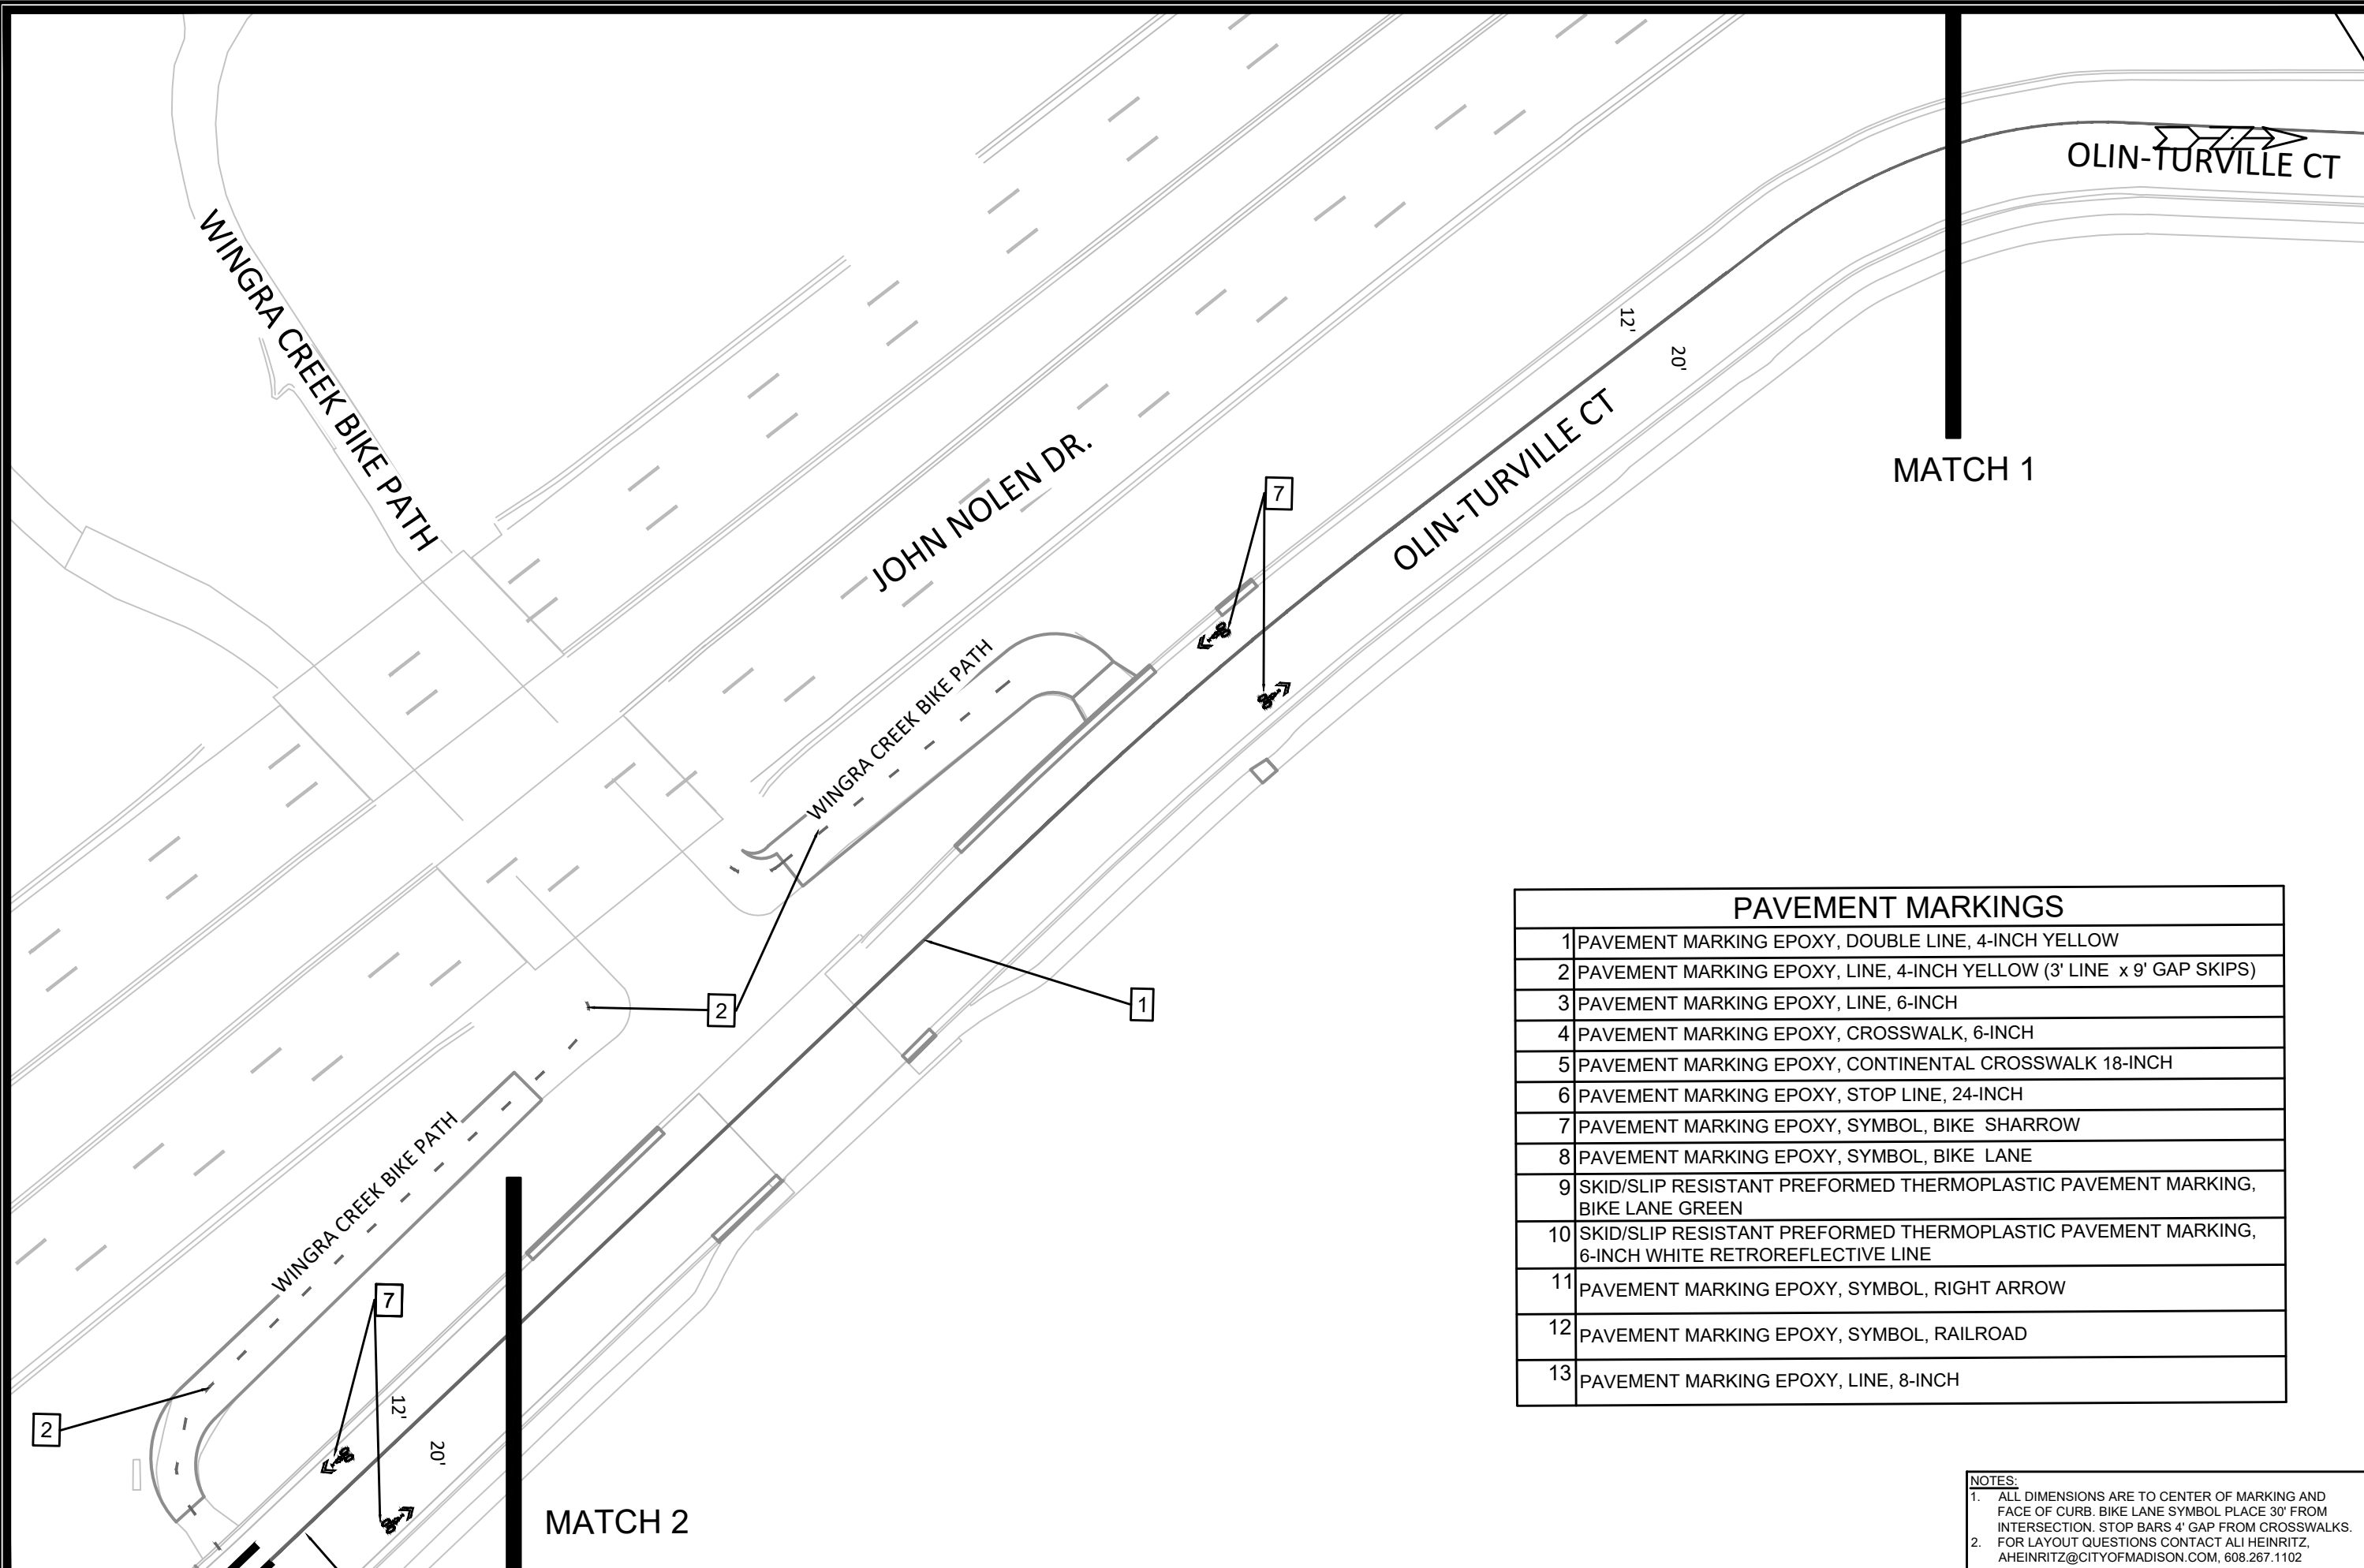 WINGRA CREEK BIKE PATH
JOHN NOLEN DR.
OLIN-TURVILLE CT
MATCH 1
12'
20'
OLIN-TURVILLE CT
7
WINGRA CREEK BIKE PATH
2
1
WINGRA CREEK BIKE PATH
7
2
12'
20'
MATCH 2
PAVEMENT MARKINGS
1 PAVEMENT MARKING EPOXY, DOUBLE LINE, 4-INCH YELLOW
2 PAVEMENT MARKING EPOXY, LINE, 4-INCH YELLOW (3' LINE x 9' GAP SKIPS)
3 PAVEMENT MARKING EPOXY, LINE, 6-INCH
4 PAVEMENT MARKING EPOXY, CROSSWALK, 6-INCH
5 PAVEMENT MARKING EPOXY, CONTINENTAL CROSSWALK 18-INCH
6 PAVEMENT MARKING EPOXY, STOP LINE, 24-INCH
7 PAVEMENT MARKING EPOXY, SYMBOL, BIKE SHARROW
8 PAVEMENT MARKING EPOXY, SYMBOL, BIKE LANE
9 SKID/SLIP RESISTANT PREFORMED THERMOPLASTIC PAVEMENT MARKING,
BIKE LANE GREEN
10 SKID/SLIP RESISTANT PREFORMED THERMOPLASTIC PAVEMENT MARKING,
6-INCH WHITE RETROREFLECTIVE LINE
11 PAVEMENT MARKING EPOXY, SYMBOL, RIGHT ARROW
12 PAVEMENT MARKING EPOXY, SYMBOL, RAILROAD
13 PAVEMENT MARKING EPOXY, LINE, 8-INCH
NOTES:
1. ALL DIMENSIONS ARE TO CENTER OF MARKING AND
FACE OF CURB. BIKE LANE SYMBOL PLACE 30' FROM
INTERSECTION. STOP BARS 4' GAP FROM CROSSWALKS.
2. FOR LAYOUT QUESTIONS CONTACT ALI HEINRITZ,
AHEINRITZ@CITYOFMADISON.COM, 608.267.1102